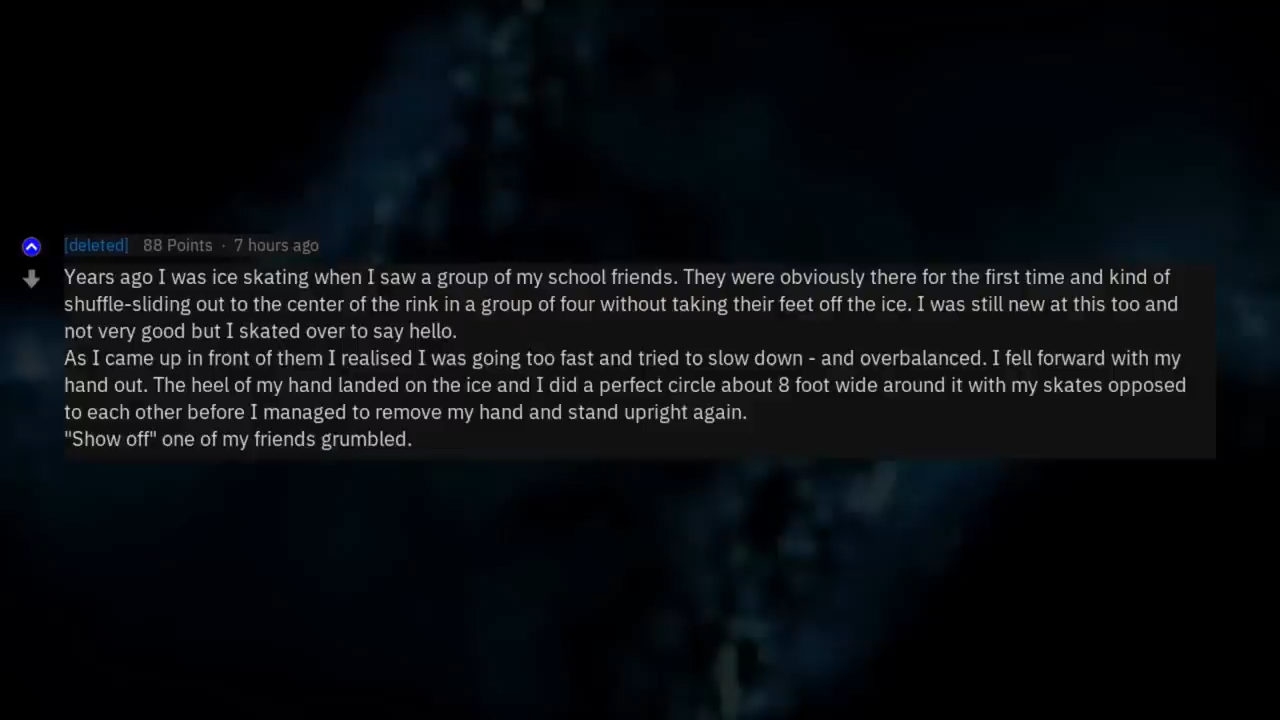 [deleted] 88 Points · 7 hours ago
Years ago I was ice skating when I saw a group of my school friends. They were obviously there for the first time and kind of
shuffle-sliding out to the center of the rink in a group of four without taking their feet off the ice. I was still new at this too and
not very good but I skated over to say hello.
As I came up in front of them I realised I was going too fast and tried to slow down - and overbalanced. I fell forward with my
hand out. The heel of my hand landed on the ice and I did a perfect circle about 8 foot wide around it with my skates opposed
to each other before I managed to remove my hand and stand upright again.
"Show off" one of my friends grumbled.